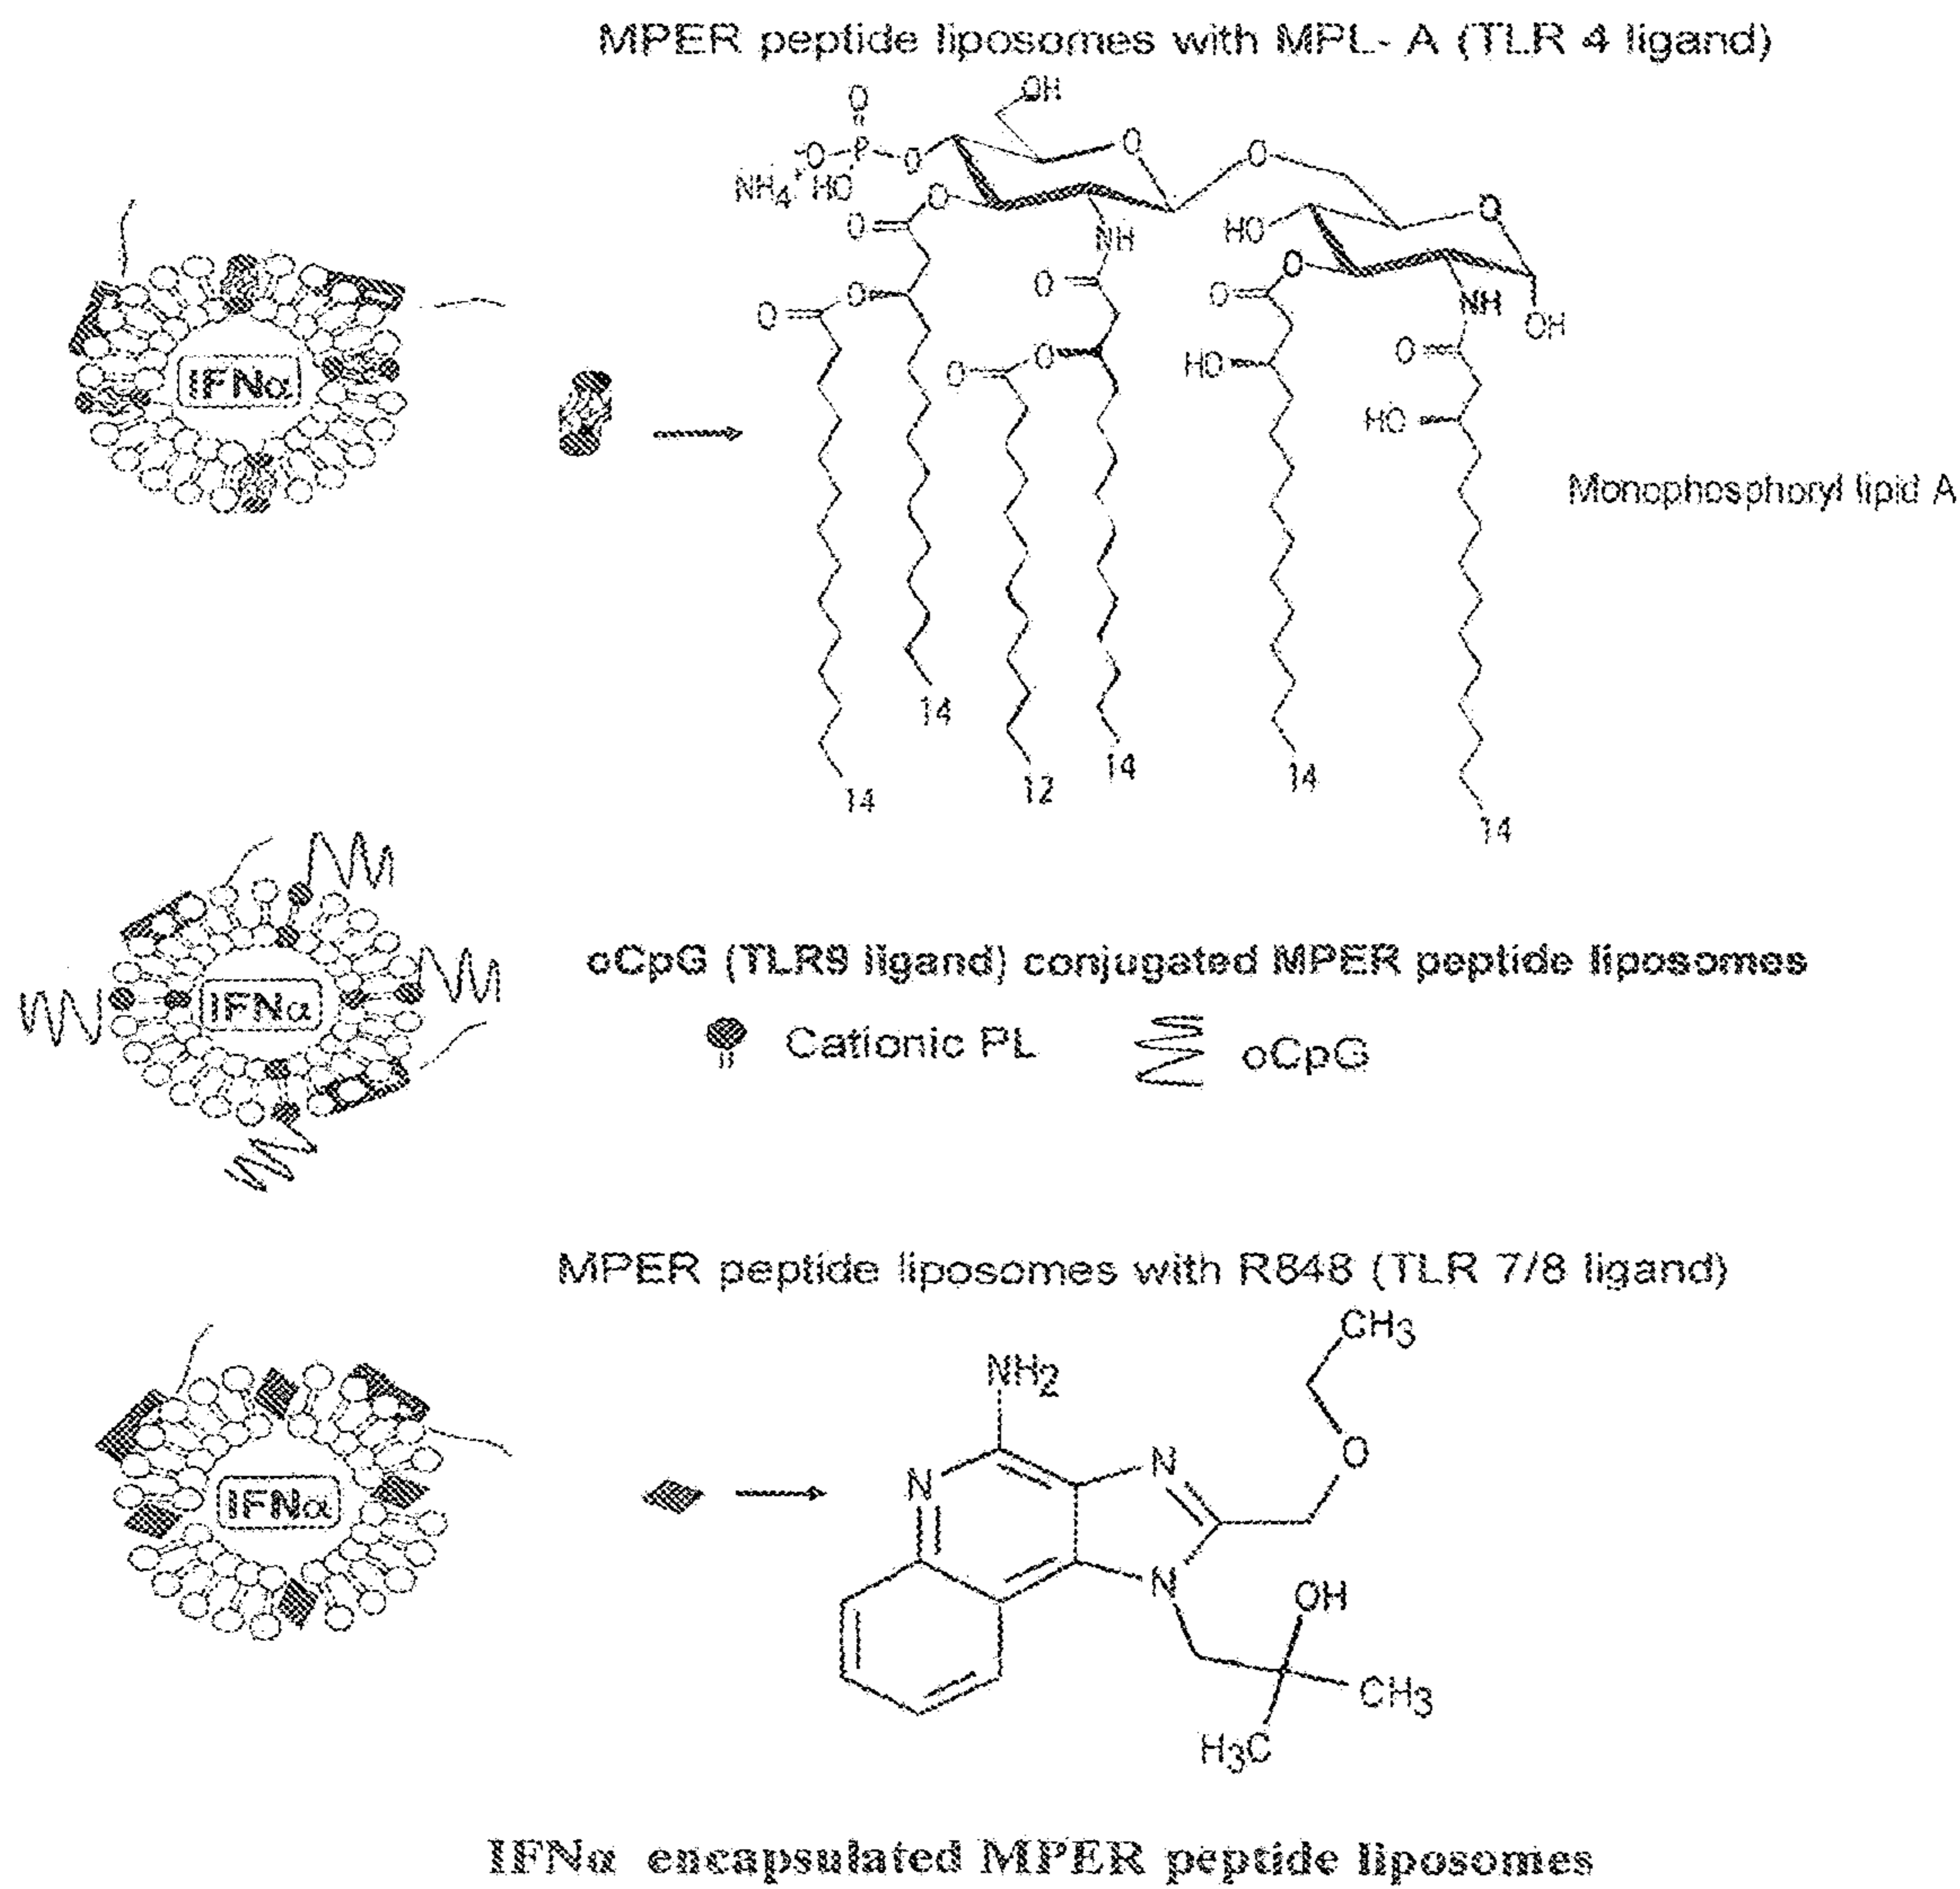 MPER peptide liposomes with MPL- A (TLR 4 ligand)
OH
O
O
O P O
O
NH4+ HO
O
HO
O
O
NH
O
O
NH
OH
O
O
O
O
O
O
O
HO
HO
IFNα
Monophosphoryl lipid A
14
14
12
14
14
14
oCpG (TLR9 ligand) conjugated MPER peptide liposomes
IFNα
Cationic PL
oCpG
MPER peptide liposomes with R848 (TLR 7/8 ligand)
CH3
NH2
O
N
N
IFNα
N
OH
CH3
H3C
IFNα encapsulated MPER peptide liposomes